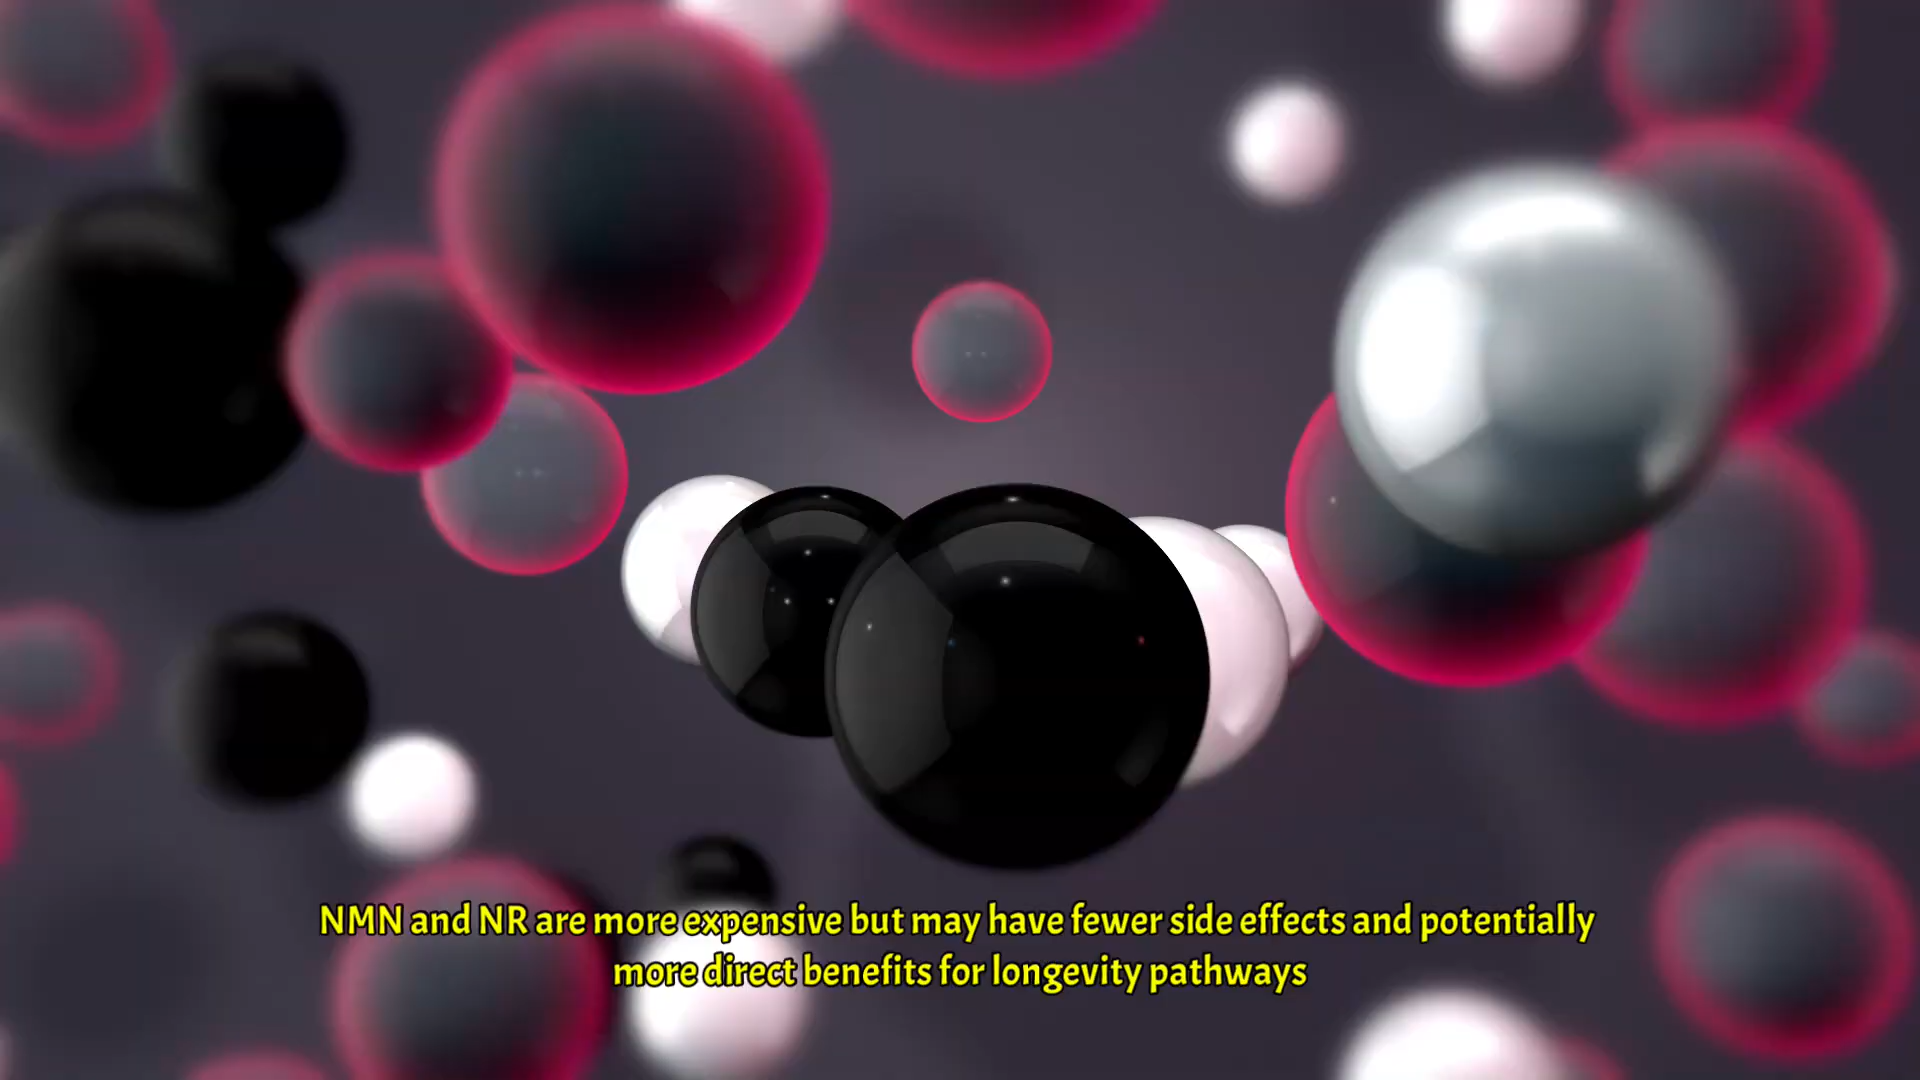 NMN and NR are more expensive but may have fewer side effects and potentially
more direct benefits for longevity pathways